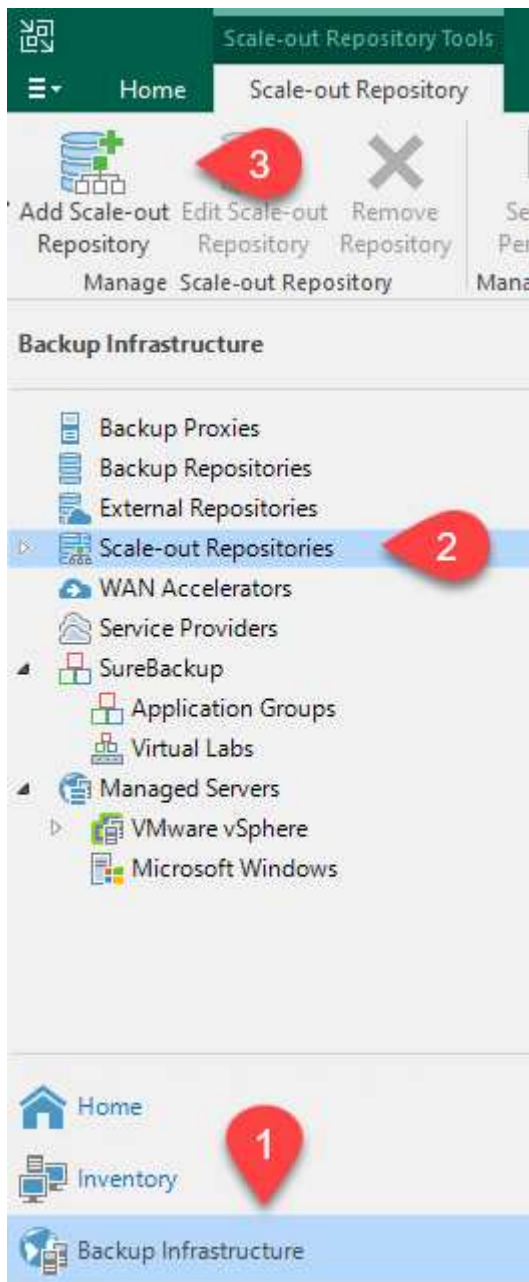 Scale-out Repository Tools
Home
Scale-out Repository
3
Add Scale-out
Repository
Edit Scale-out
Repository
Remove
Repository
Manage Scale-out Repository
Backup Infrastructure
Backup Proxies
Backup Repositories
External Repositories
Scale-out Repositories
2
WAN Accelerators
Service Providers
SureBackup
Application Groups
Virtual Labs
Managed Servers
VMware vSphere
Microsoft Windows
Home
1
Inventory
Backup Infrastructure